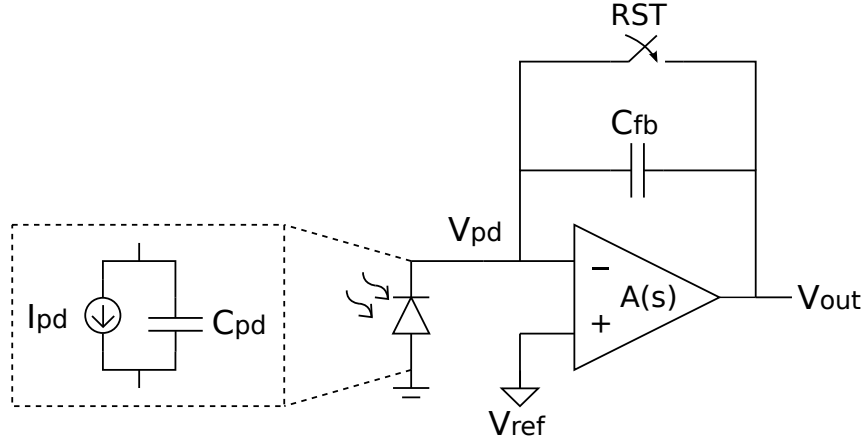 RST
Cfb
Vpd
−
A(s)
+
Vout
Ipd
Cpd
Vref